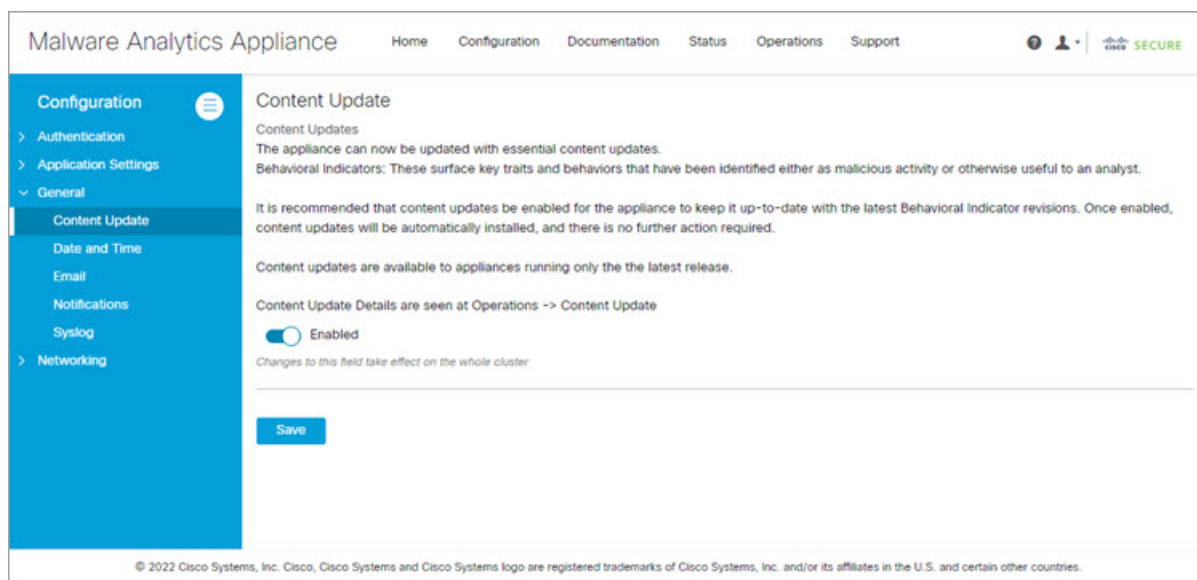 Malware Analytics Appliance
Home
Configuration
Documentation
Status
Operations
Support
CISCO SECURE
Configuration
Authentication
Application Settings
General
Content Update
Date and Time
Email
Notifications
Syslog
Networking
Content Update
Content Updates
The appliance can now be updated with essential content updates.
Behavioral Indicators: These surface key traits and behaviors that have been identified either as malicious activity or otherwise useful to an analyst.
It is recommended that content updates be enabled for the appliance to keep it up-to-date with the latest Behavioral Indicator revisions. Once enabled,
content updates will be automatically installed, and there is no further action required.
Content updates are available to appliances running only the the latest release.
Content Update Details are seen at Operations -> Content Update
Enabled
Changes to this field take effect on the whole cluster
Save
© 2022 Cisco Systems, Inc. Cisco, Cisco Systems and Cisco Systems logo are registered trademarks of Cisco Systems, Inc. and/or its affiliates in the U.S. and certain other countries.